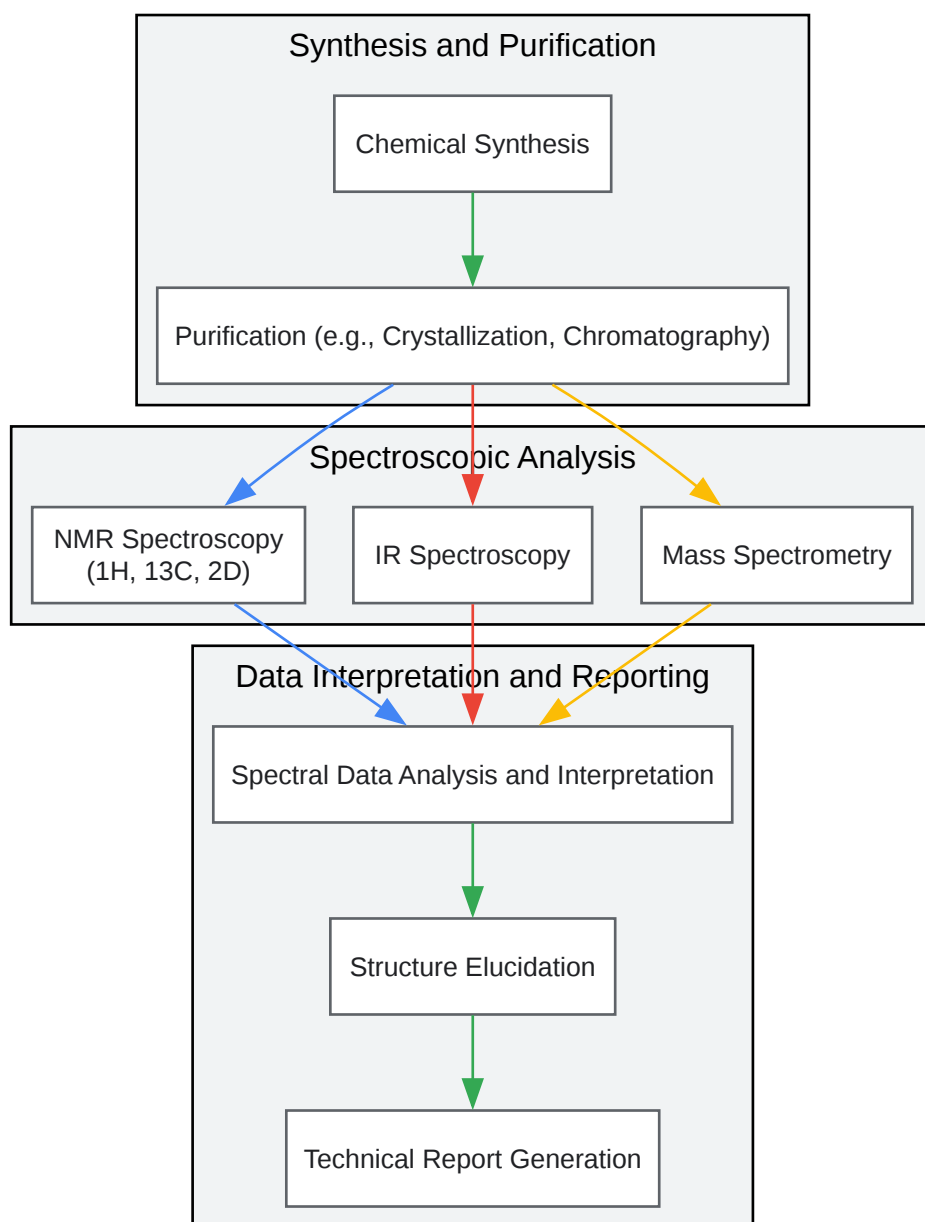 Synthesis and Purification
Chemical Synthesis
Purification (e.g., Crystallization, Chromatography)
Spectroscopic Analysis
NMR Spectroscopy
(1H, 13C, 2D)
IR Spectroscopy
Mass Spectrometry
Data Interpretation and Reporting
Spectral Data Analysis and Interpretation
Structure Elucidation
Technical Report Generation